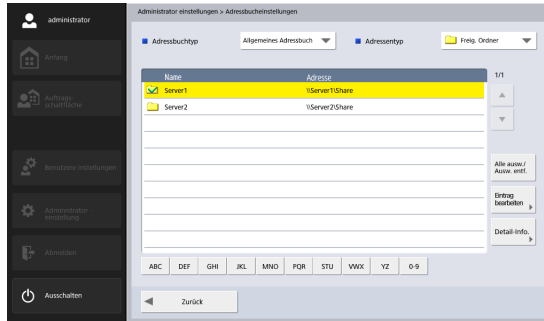 administrator
Administrator einstellungen > Adressbucheinstellungen
Adressbuchtyp
Allgemeines Adressbuch
Adressentyp
Freig. Ordner
Anfang
Name
Adresse
1/1
Server1
\\Server1\Share
Auftrags-
schaltfläche
Server2
\\Server2\Share
Benutzerei nstellungen
Alle ausw./
Ausw. entf.
Eintrag
bearbeiten
Administrator -
einstellung
Detail-info.
Abmelden
ABC
DEF
GHI
JKL
MNO
PQR
STU
VWX
YZ
0-9
Ausschalten
Zurück